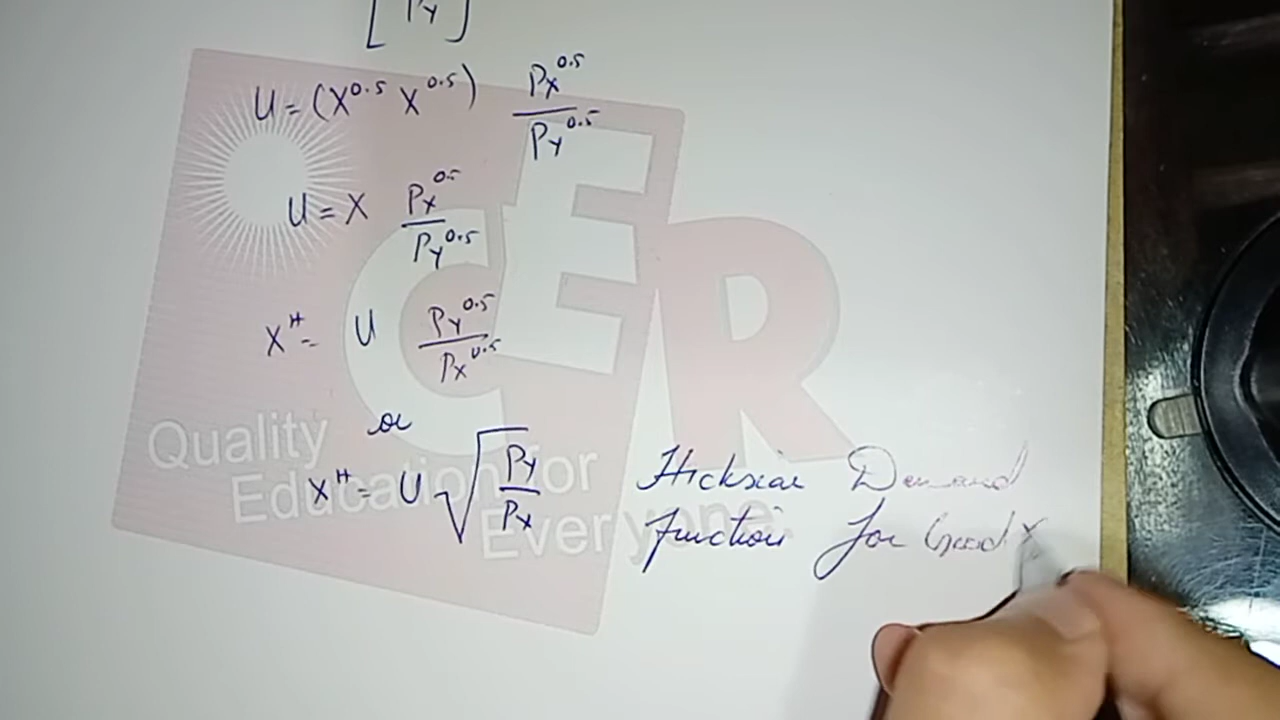 [Py]
U = (X^0.5 X^0.5) Px^0.5 / Py^0.5
U = X Px^0.5 / Py^0.5
X^H = U Py^0.5 / Px^0.5
or
X^H = U √(Py / Px)
Hicksian Demand
function for Good X
CER
Quality
Education for
Everyone.